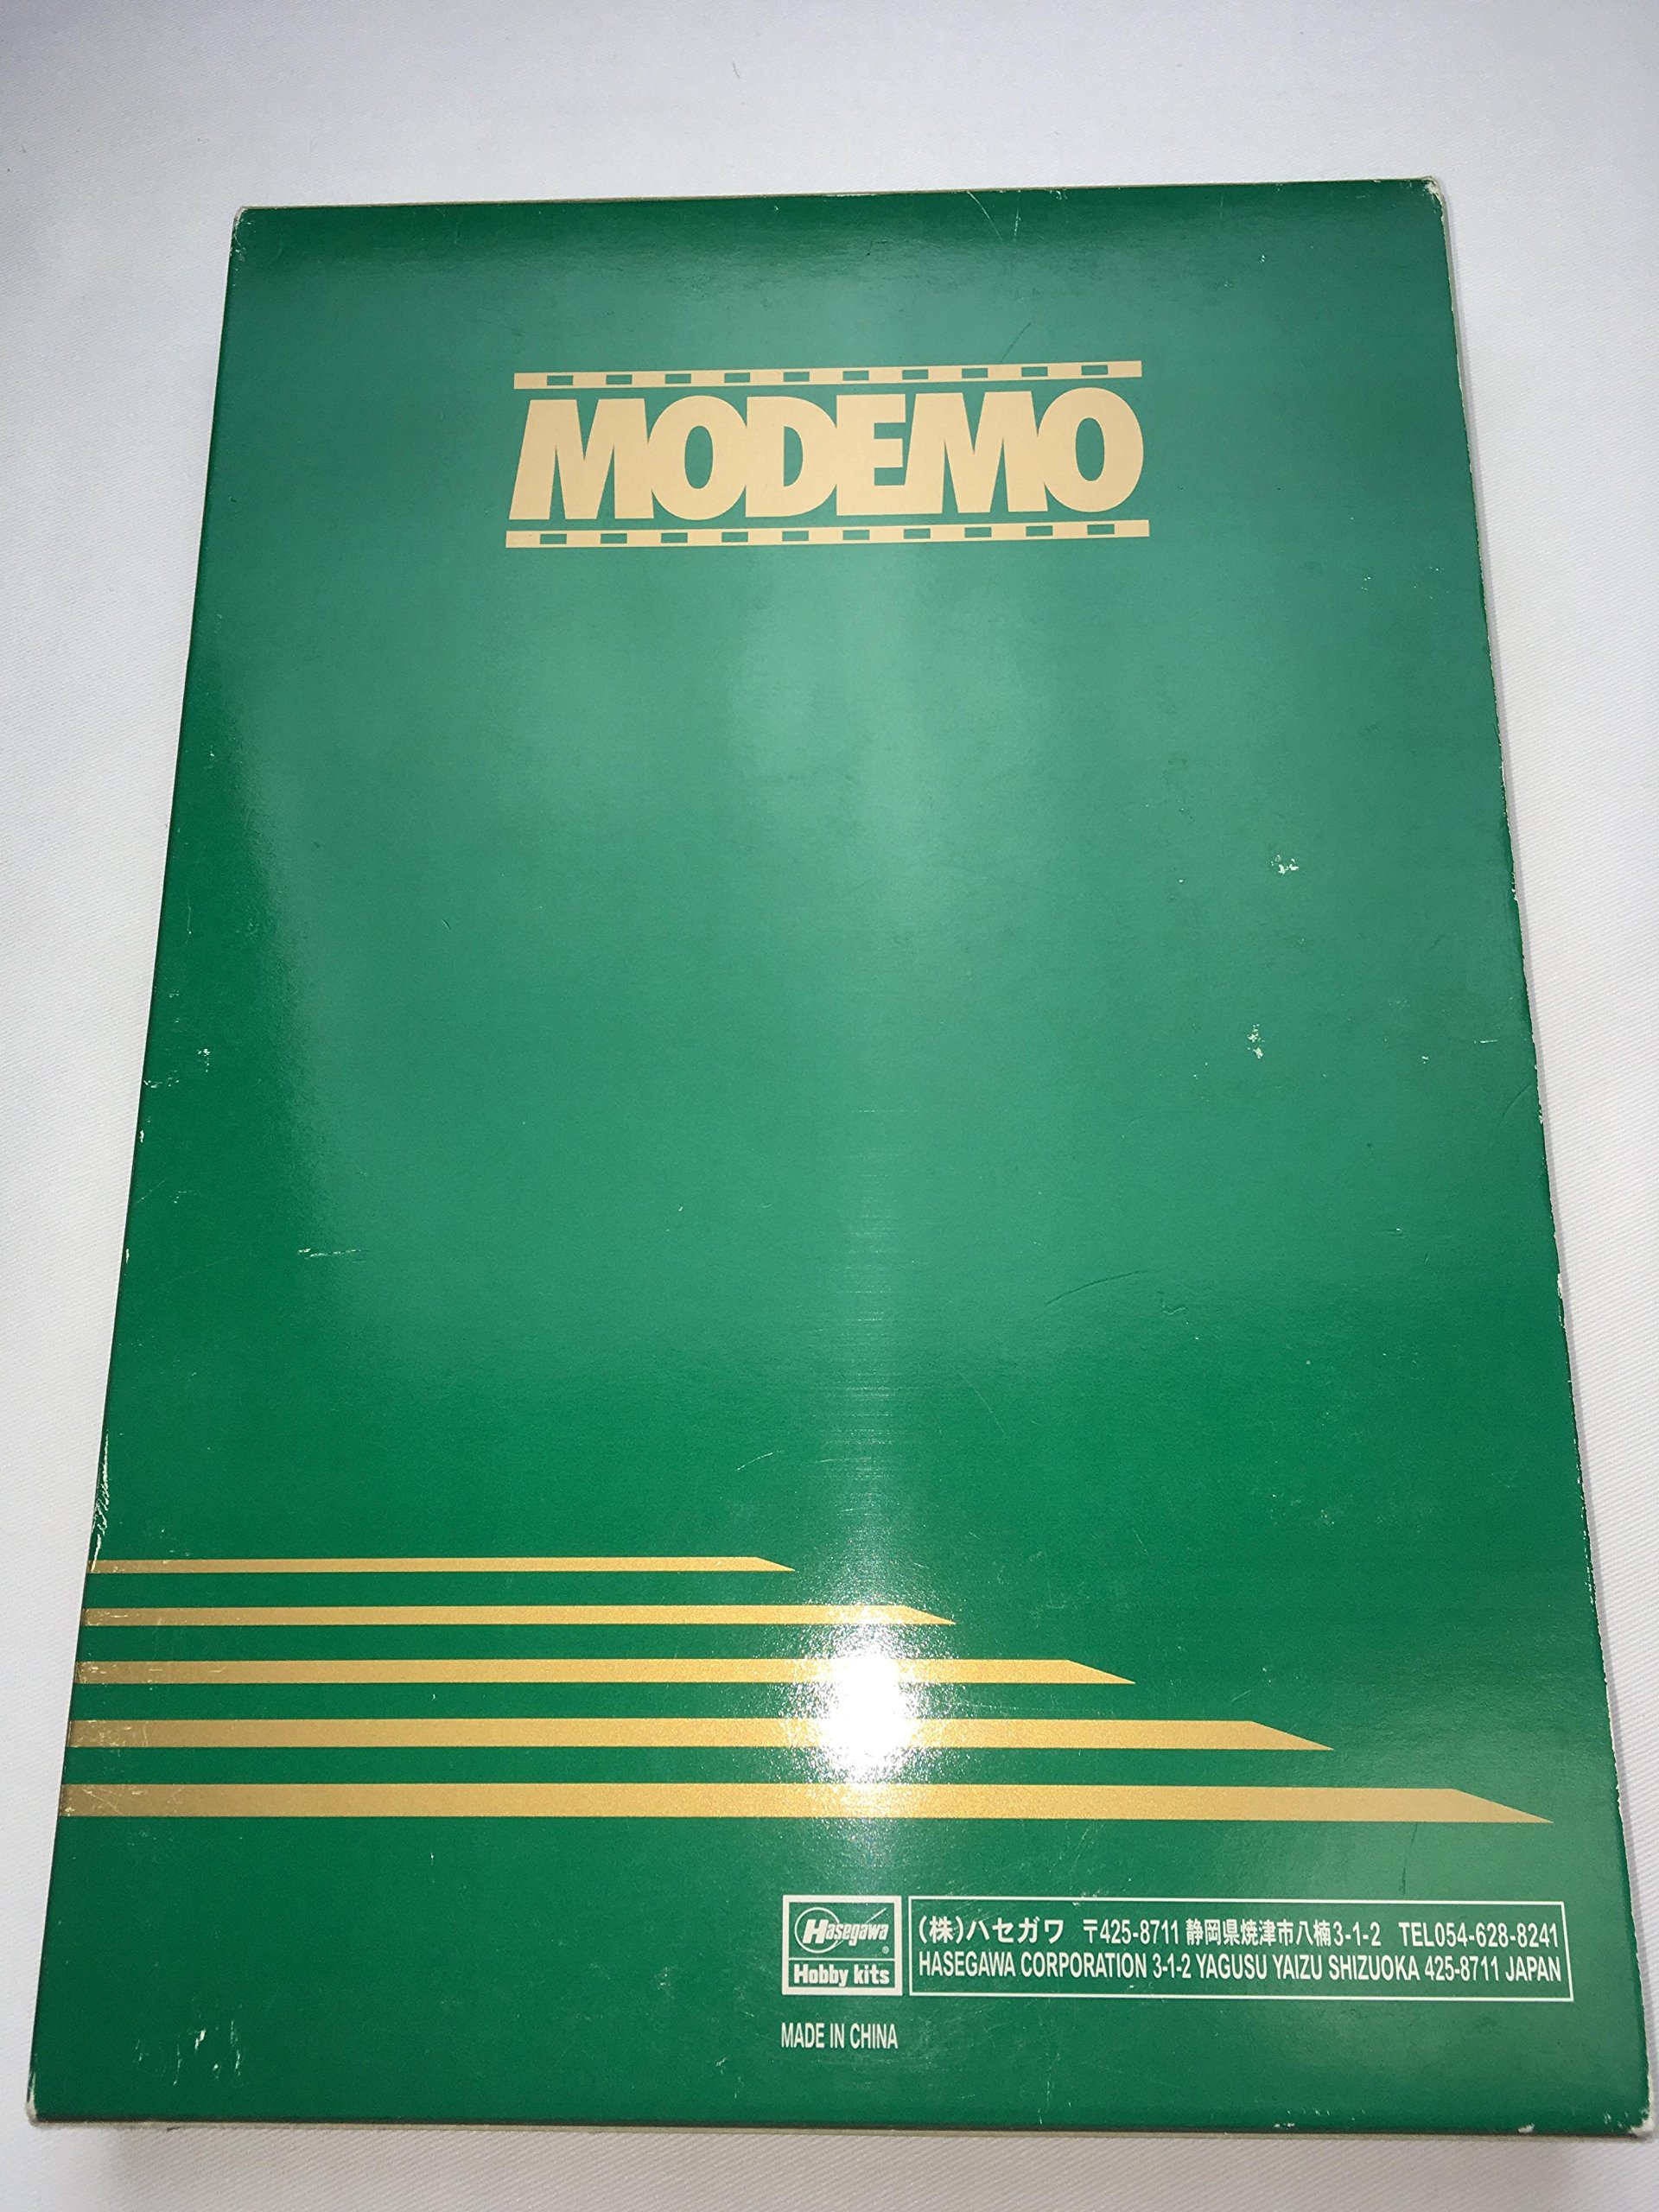 MODEMO
Hasegawa
®
Hobby kits
(株)ハセガワ 〒425-8711 静岡県焼津市八楠3-1-2 TEL054-628-8241
HASEGAWA CORPORATION 3-1-2 YAGUSU YAIZU SHIZUOKA 425-8711 JAPAN
MADE IN CHINA